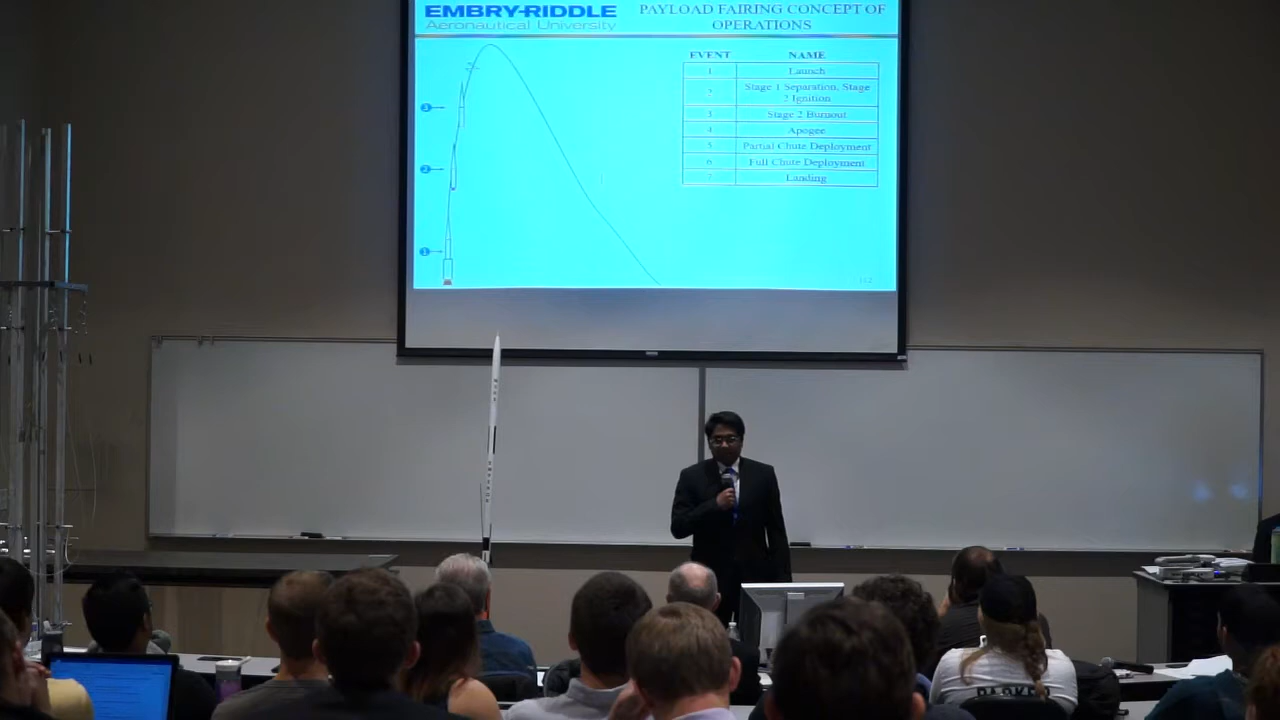 EMBRY-RIDDLE
Aeronautical University
PAYLOAD FAIRING CONCEPT OF
OPERATIONS
EVENT NAME
1 Launch
2 Stage 1 Separation, Stage
2 Ignition
3 Stage 2 Burnout
4 Apogee
5 Partial Chute Deployment
6 Full Chute Deployment
7 Landing
3
2
1
112